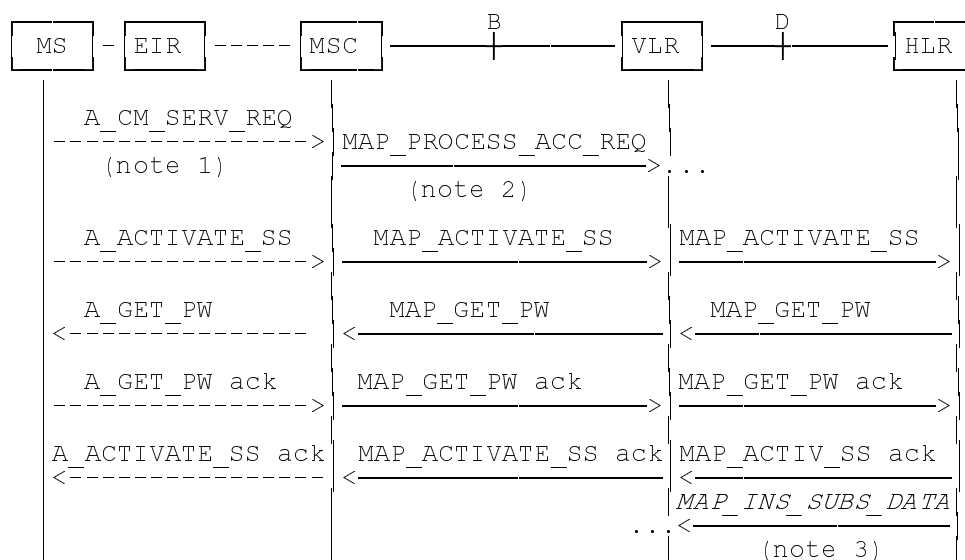 B D
MS EIR MSC VLR HLR
A_CM_SERV_REQ
MAP_PROCESS_ACC_REQ
(note 1)
...
(note 2)
A_ACTIVATE_SS MAP_ACTIVATE_SS MAP_ACTIVATE_SS
A_GET_PW MAP_GET_PW MAP_GET_PW
A_GET_PW ack MAP_GET_PW ack MAP_GET_PW ack
A_ACTIVATE_SS ack MAP_ACTIVATE_SS ack MAP_ACTIV_SS ack
MAP_INS_SUBS_DATA
...
(note 3)